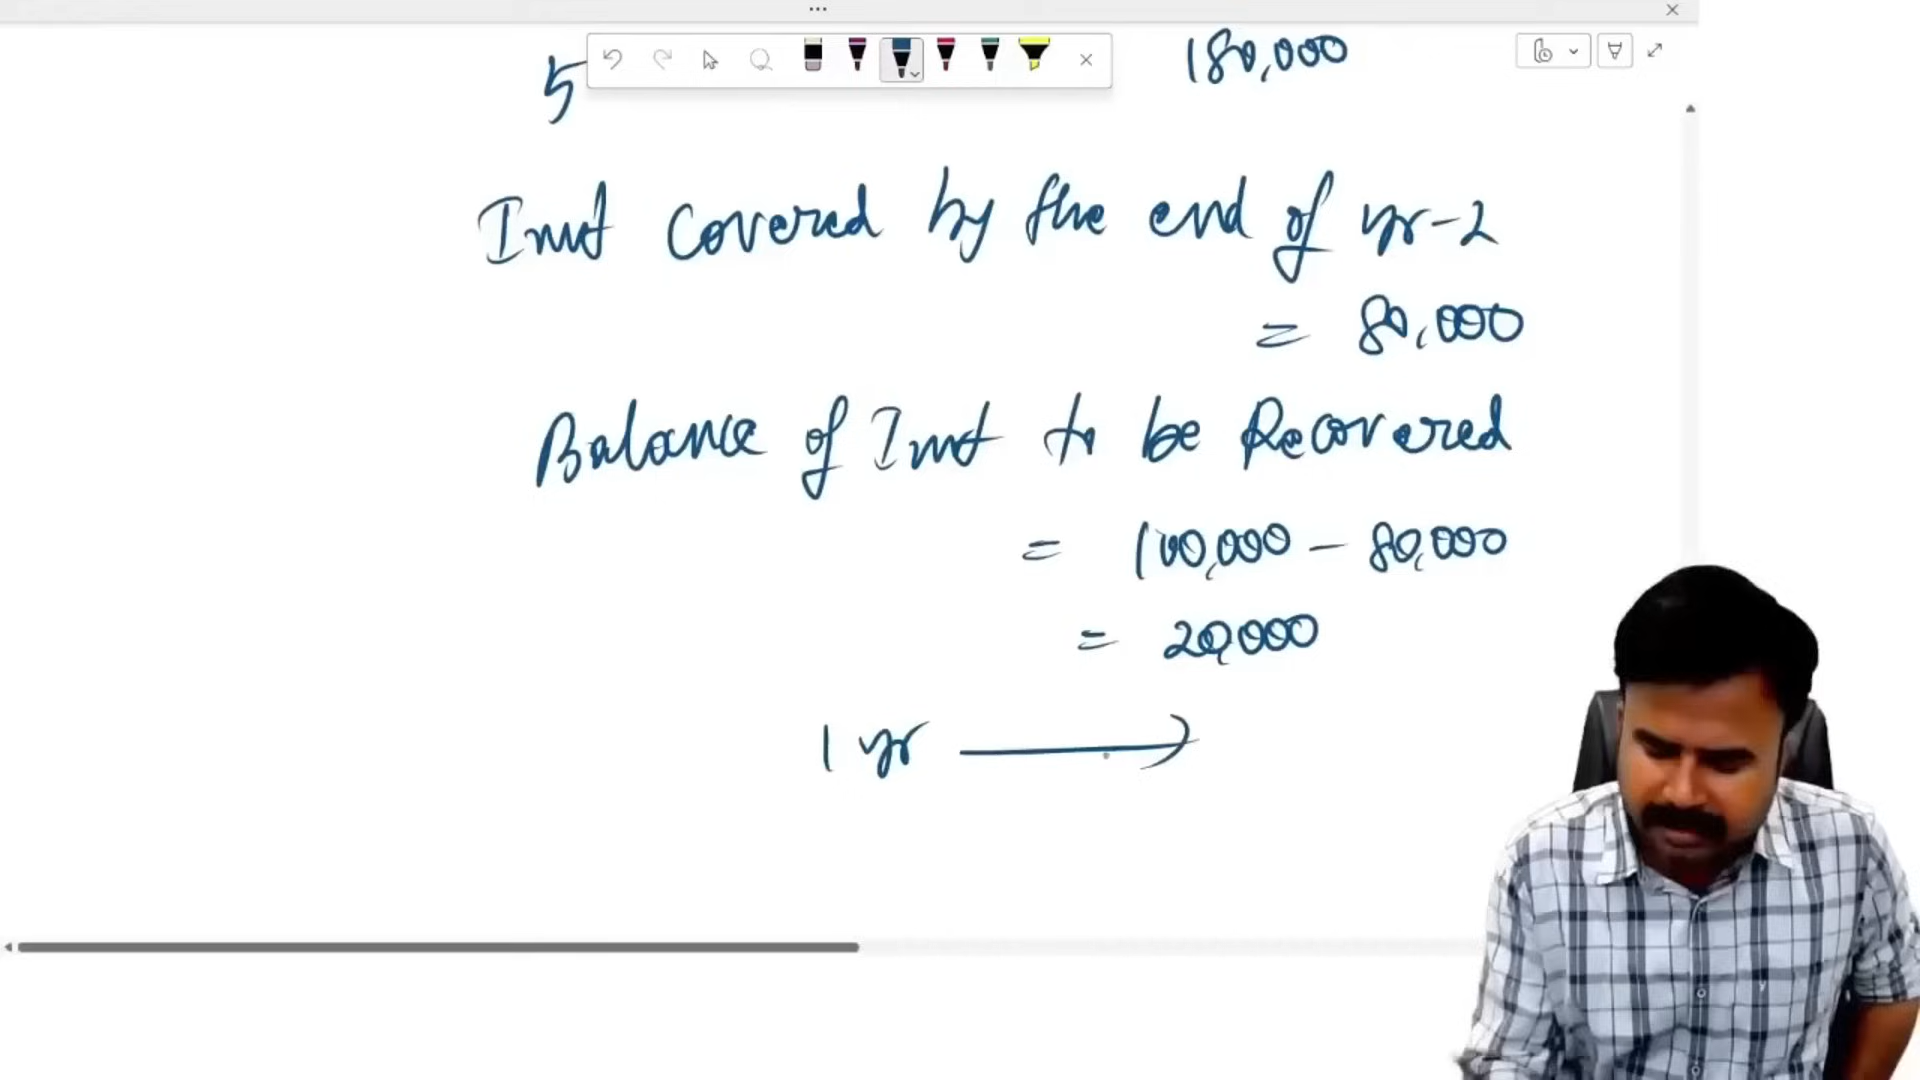 5 180,000
Invt Covered by the end of yr-2
= 80,000
Balance of Invt to be Recovered
= 100,000 - 80,000
= 20,000
1 yr →